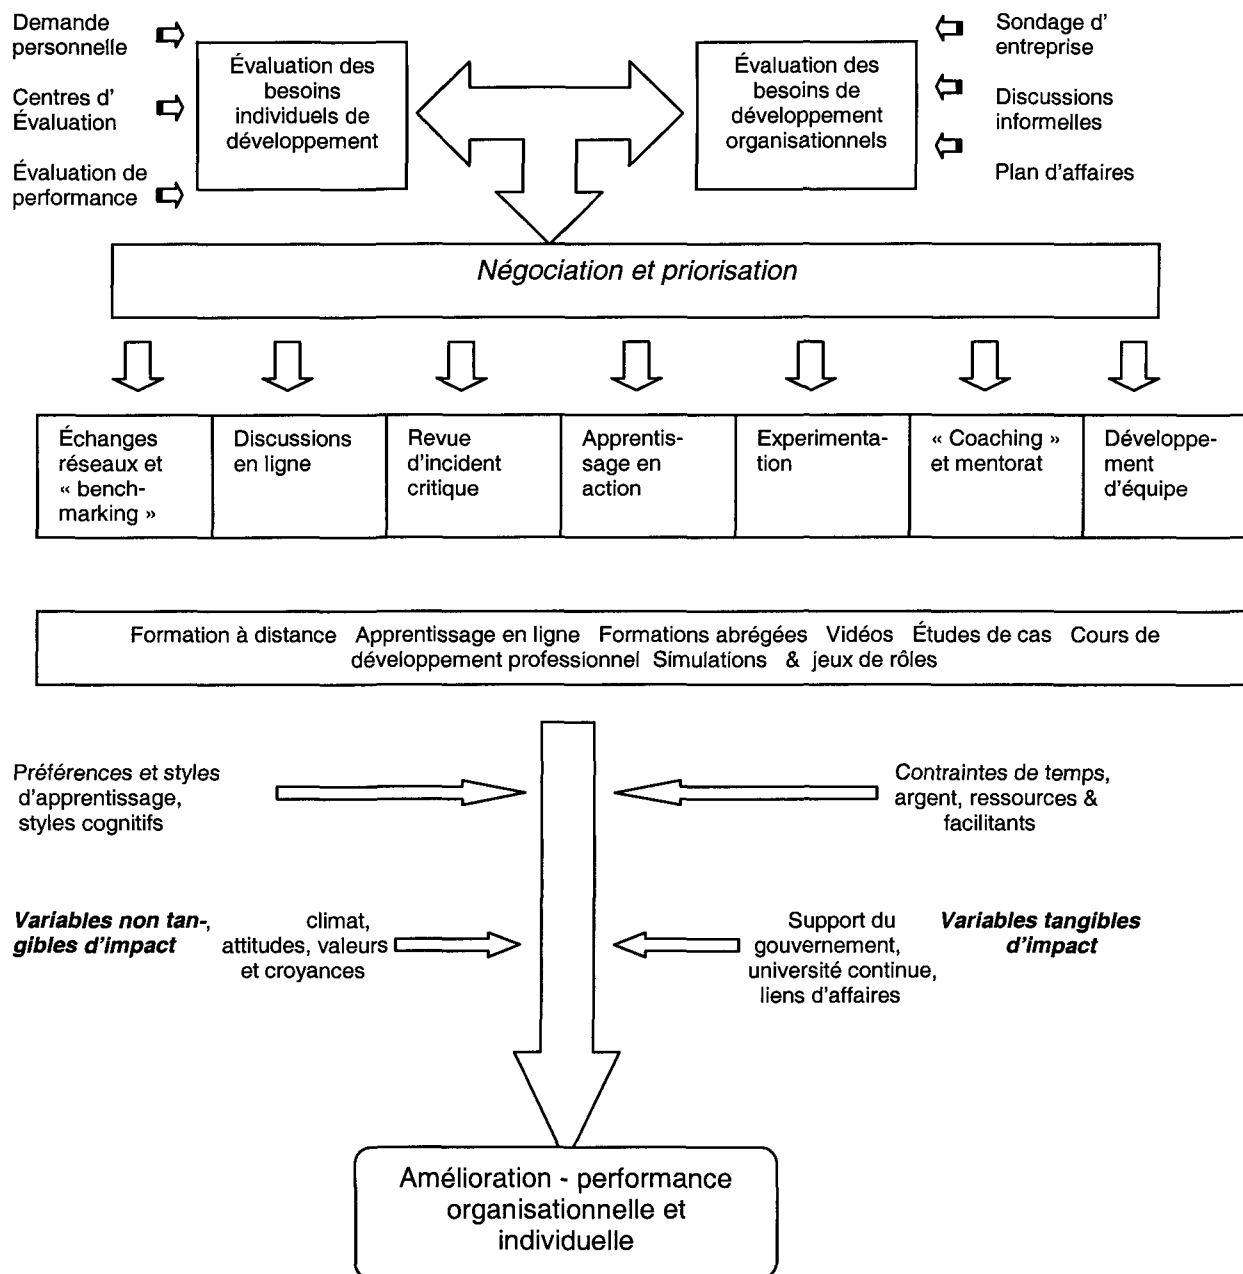 Demande
personnelle
Centres d'
Évaluation
Évaluation de
performance
Évaluation des
besoins
individuels de
développement
Évaluation des
besoins de
développement
organisationnels
Sondage d'
entreprise
Discussions
informelles
Plan d'affaires
Négociation et priorisation
Échanges
réseaux et
« bench-
marking »
Discussions
en ligne
Revue
d'incident
critique
Apprentis-
sage en
action
Experimenta-
tion
« Coaching »
et mentorat
Développe-
ment
d'équipe
Formation à distance Apprentissage en ligne Formations abrégées Vidéos Études de cas Cours de
développement professionnel Simulations & jeux de rôles
Préférences et styles
d'apprentissage,
styles cognitifs
Contraintes de temps,
argent, ressources &
facilitants
Variables non tan-,
gibles d'impact
climat,
attitudes, valeurs
et croyances
Support du
gouvernement,
université continue,
liens d'affaires
Variables tangibles
d'impact
Amélioration - performance
organisationnelle et
individuelle